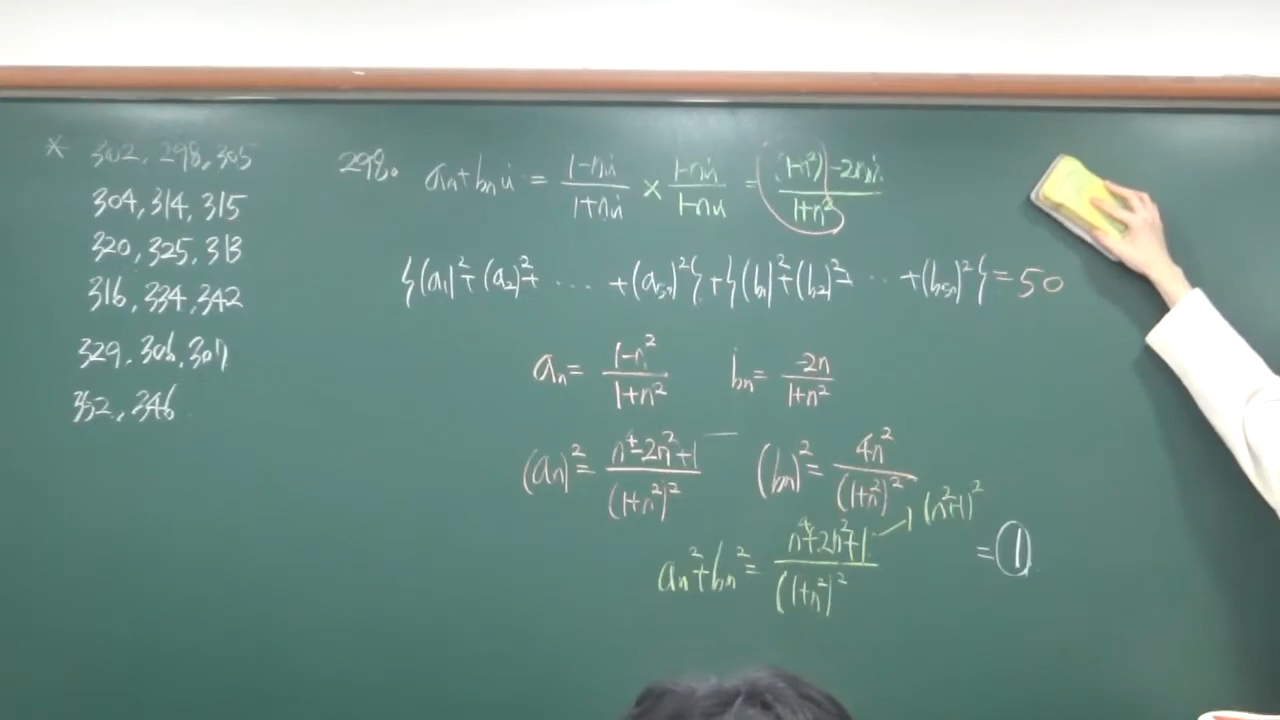 * 302, 298, 305
304, 314, 315
320, 325, 313
316, 334, 342
329, 306, 307
352, 346
298. an+bni = 1-ni/1+ni × 1-ni/1-ni = (1-n²)-2ni/1+n²
{(a₁)²+(a₂)²+ ... +(a₅₀)²}+{(b₁)²+(b₂)²+ ... +(b₅₀)²}=50
an= 1-n²/1+n² bn= -2n/1+n²
(an)²= n⁴-2n²+1/(1+n²)² (bn)²= 4n²/(1+n²)²
an²+bn²= n⁴+2n²+1/(1+n²)² → (n²+1)² = 1